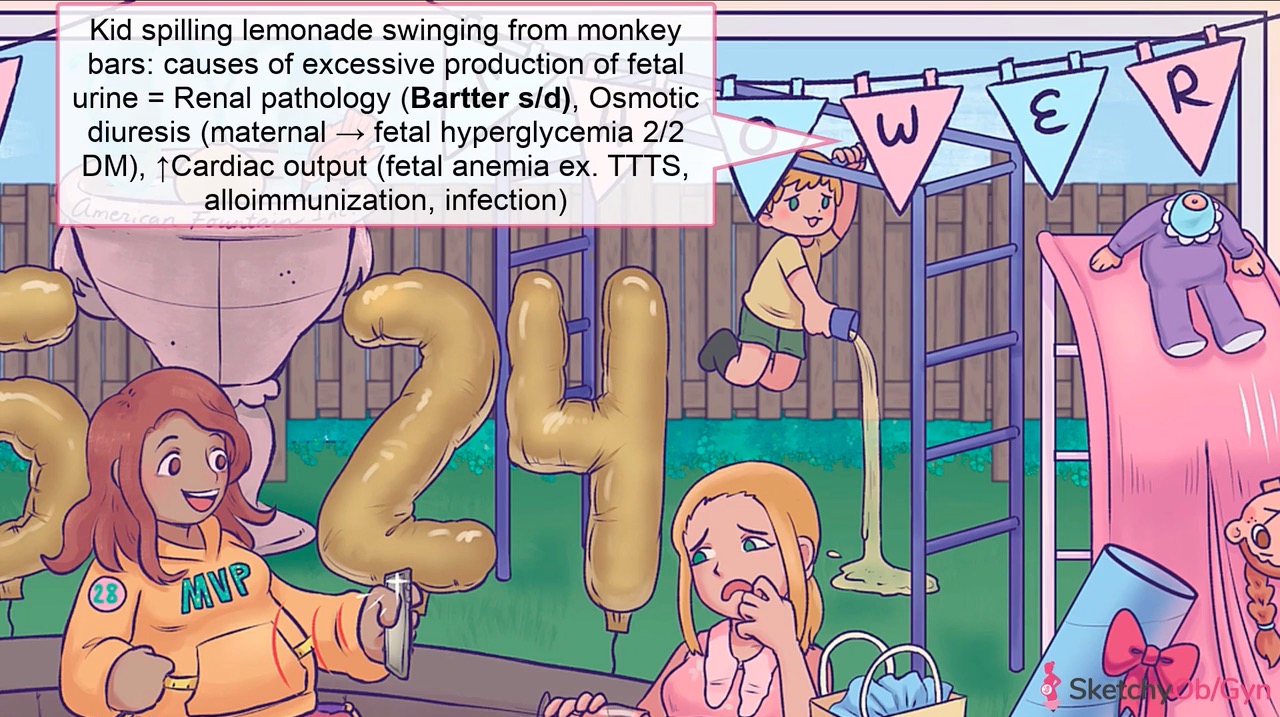 Kid spilling lemonade swinging from monkey
bars: causes of excessive production of fetal
urine = Renal pathology (Bartter s/d), Osmotic
diuresis (maternal → fetal hyperglycemia 2/2
DM), ↑Cardiac output (fetal anemia ex. TTTS,
alloimmunization, infection)
O W E R
American Fountain Inc
24
28
MVP
Sketchy Ob/Gyn